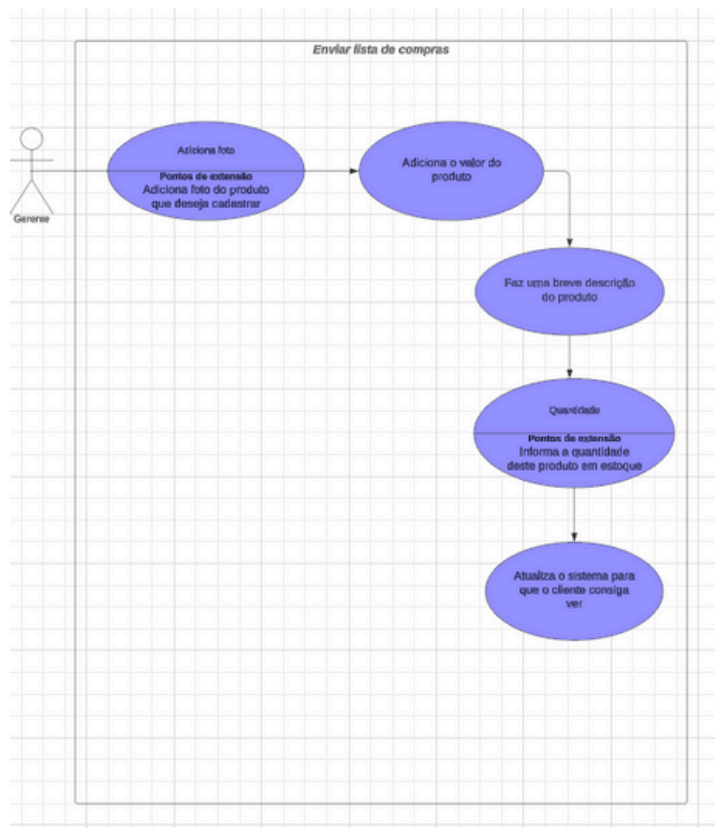 Enviar lista de compras
Adiciona foto
Pontos de extensão
Adiciona foto do produto
que deseja cadastrar
Gerente
Adiciona o valor do
produto
Faz uma breve descrição
do produto
Quantidade
Pontos de extensão
Informa a quantidade
deste produto em estoque
Atualiza o sistema para
que o cliente consiga
ver